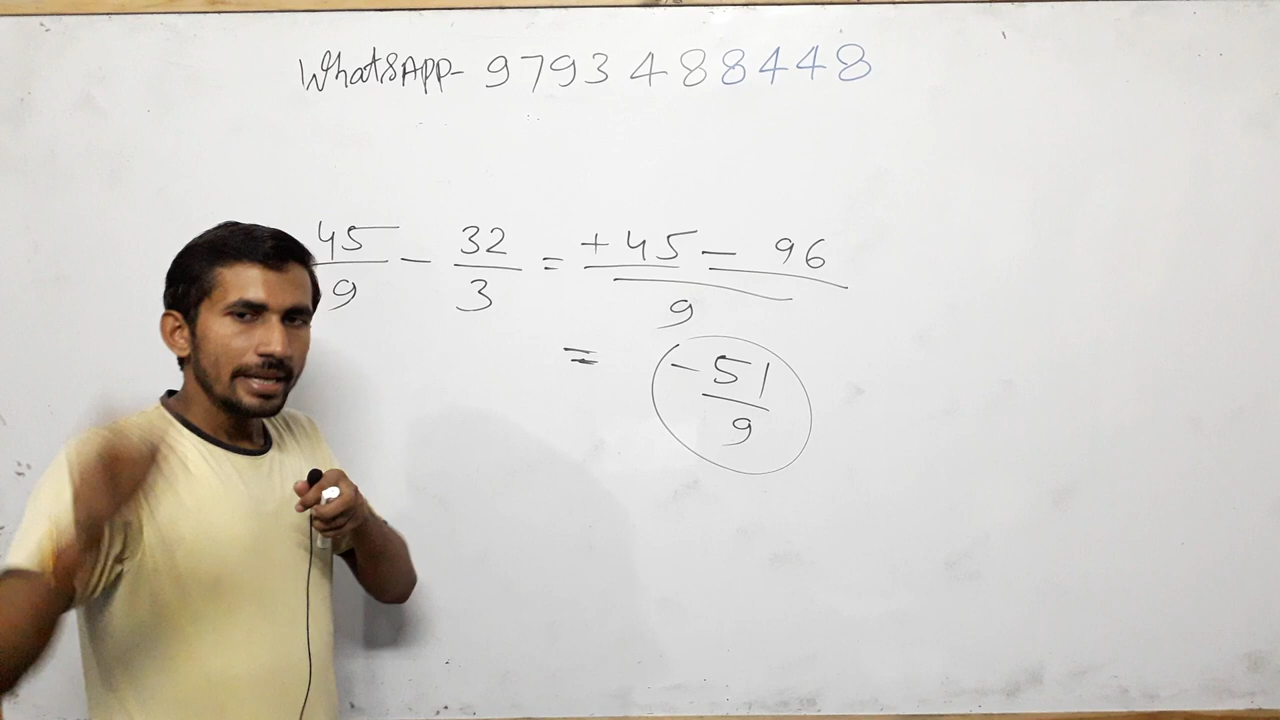 WhatsApp- 9793488448
45/9 - 32/3 = +45 - 96/9
= -51/9